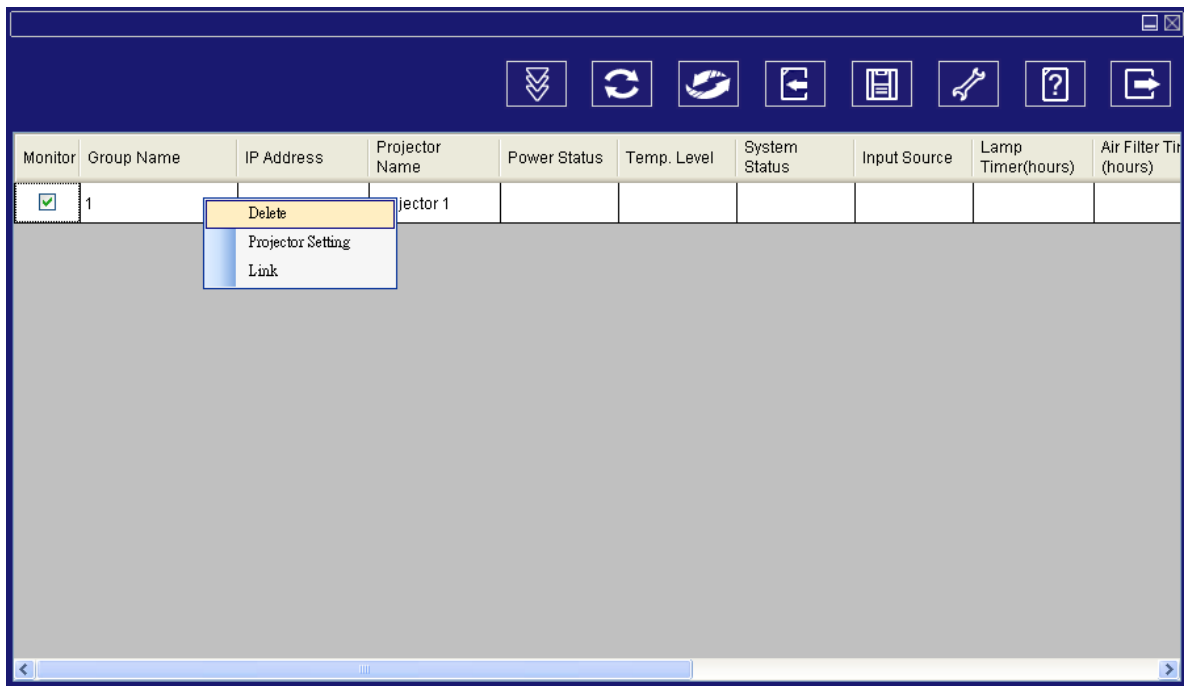 ?
Monitor Group Name IP Address Projector Name Power Status Temp. Level System Status Input Source Lamp Timer(hours) Air Filter Tir (hours)
1 jector 1
Delete
Projector Setting
Link